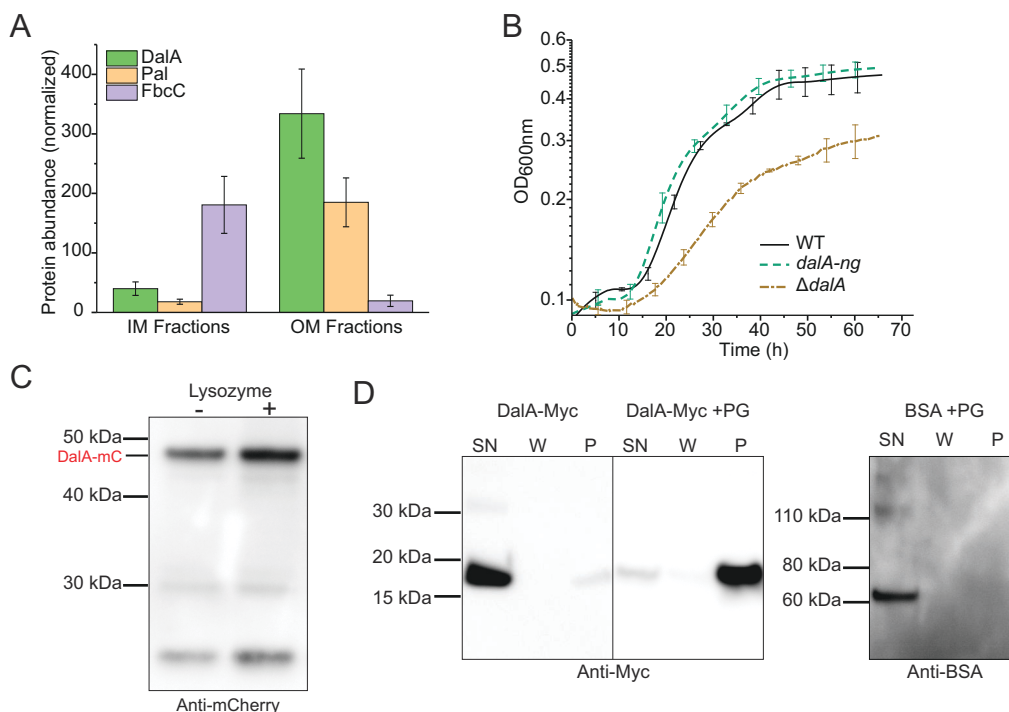 A
DalA
Pal
FbcC
Protein abundance (normalized)
400
300
200
100
0
IM Fractions
OM Fractions
B
OD600nm
0.6
0.5
0.4
0.3
0.2
0.1
WT
dalA-ng
ΔdalA
0 10 20 30 40 50 60 70
Time (h)
C
Lysozyme
- +
50 kDa
DalA-mC
40 kDa
30 kDa
Anti-mCherry
D
DalA-Myc DalA-Myc +PG
SN W P SN W P
30 kDa
20 kDa
15 kDa
Anti-Myc
BSA +PG
SN W P
110 kDa
80 kDa
60 kDa
Anti-BSA